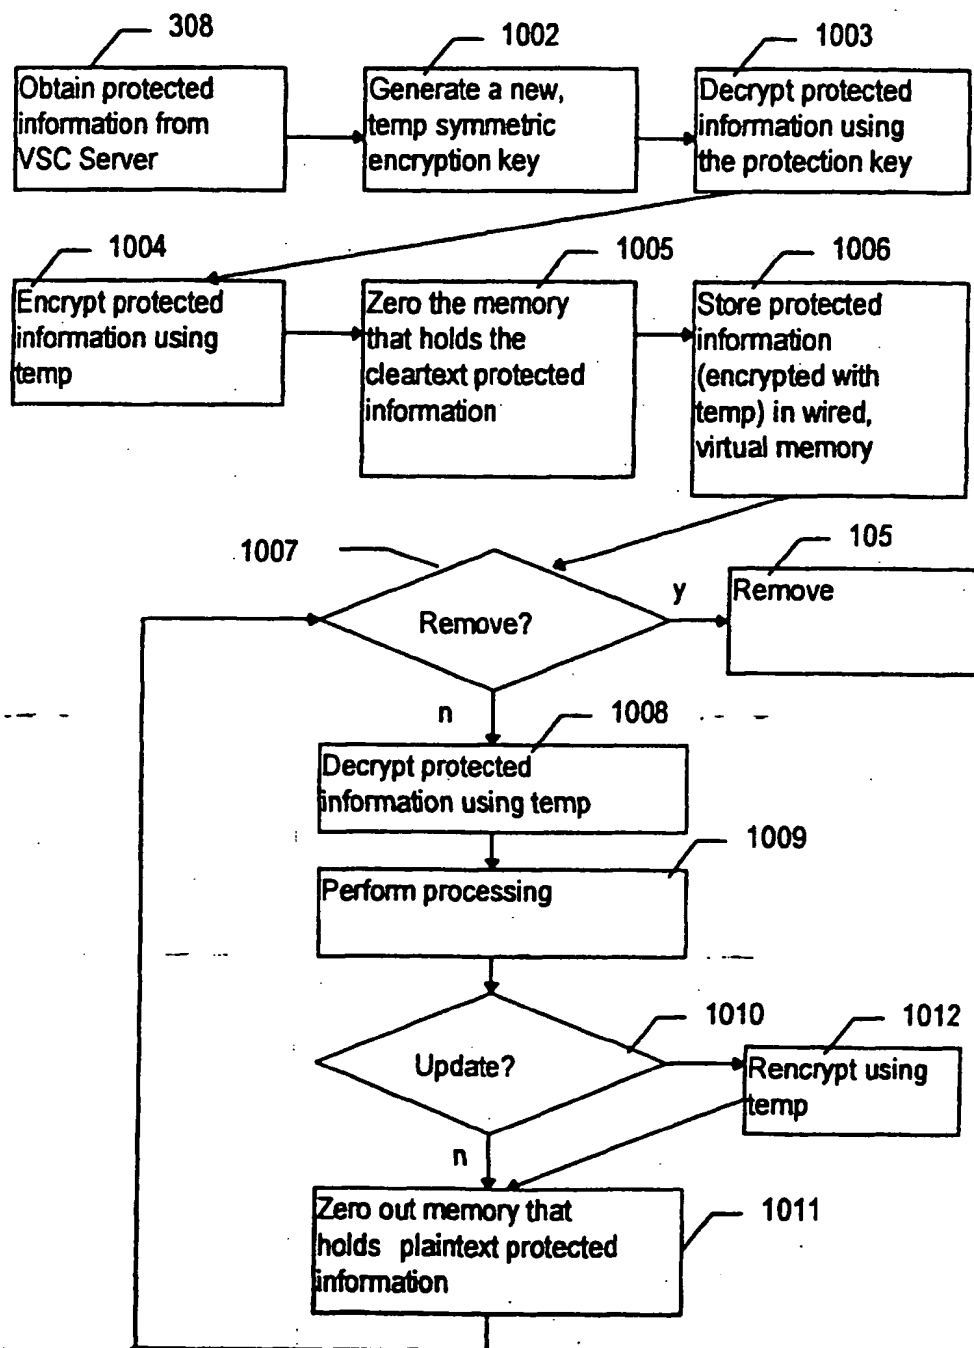 308
1002
1003
Obtain protected
information from
VSC Server
Generate a new,
temp symmetric
encryption key
Decrypt protected
information using
the protection key
1004
1005
1006
Encrypt protected
information using
temp
Zero the memory
that holds the
cleartext protected
information
Store protected
information
(encrypted with
temp) in wired,
virtual memory
1007
105
Remove?
y
Remove
n
1008
Decrypt protected
information using temp
1009
Perform processing
1010
1012
Update?
Rencrypt using
temp
n
1011
Zero out memory that
holds plaintext protected
information